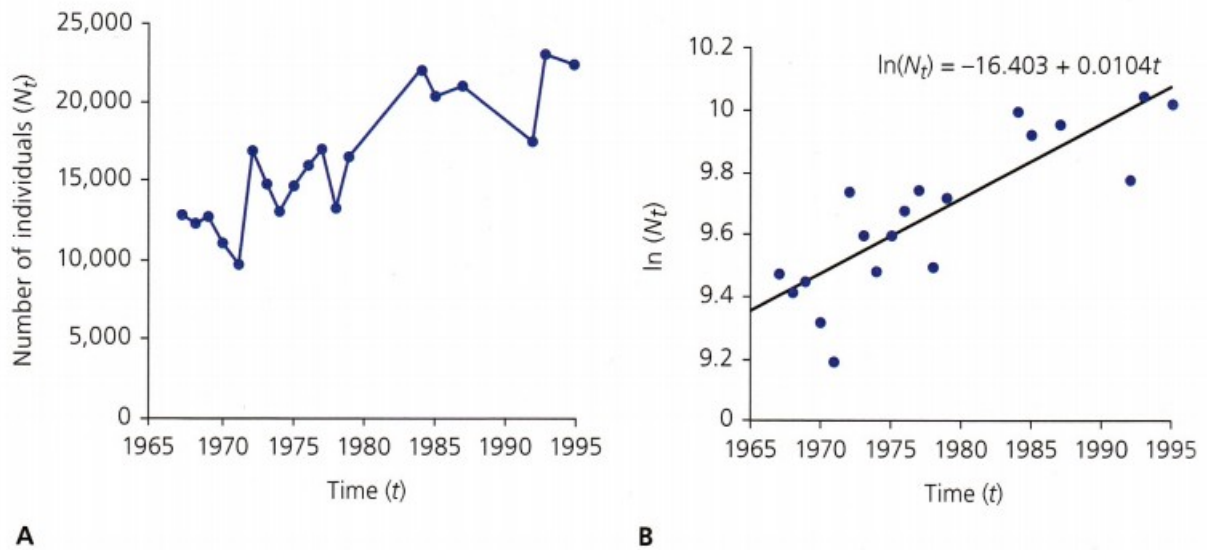 25,000
20,000
15,000
10,000
5,000
0
Number of individuals (Nt)
1965 1970 1975 1980 1985 1990 1995
Time (t)
A
10.2
10
9.8
9.6
9.4
9.2
0
ln (Nt)
ln(Nt) = –16.403 + 0.0104t
1965 1970 1975 1980 1985 1990 1995
Time (t)
B